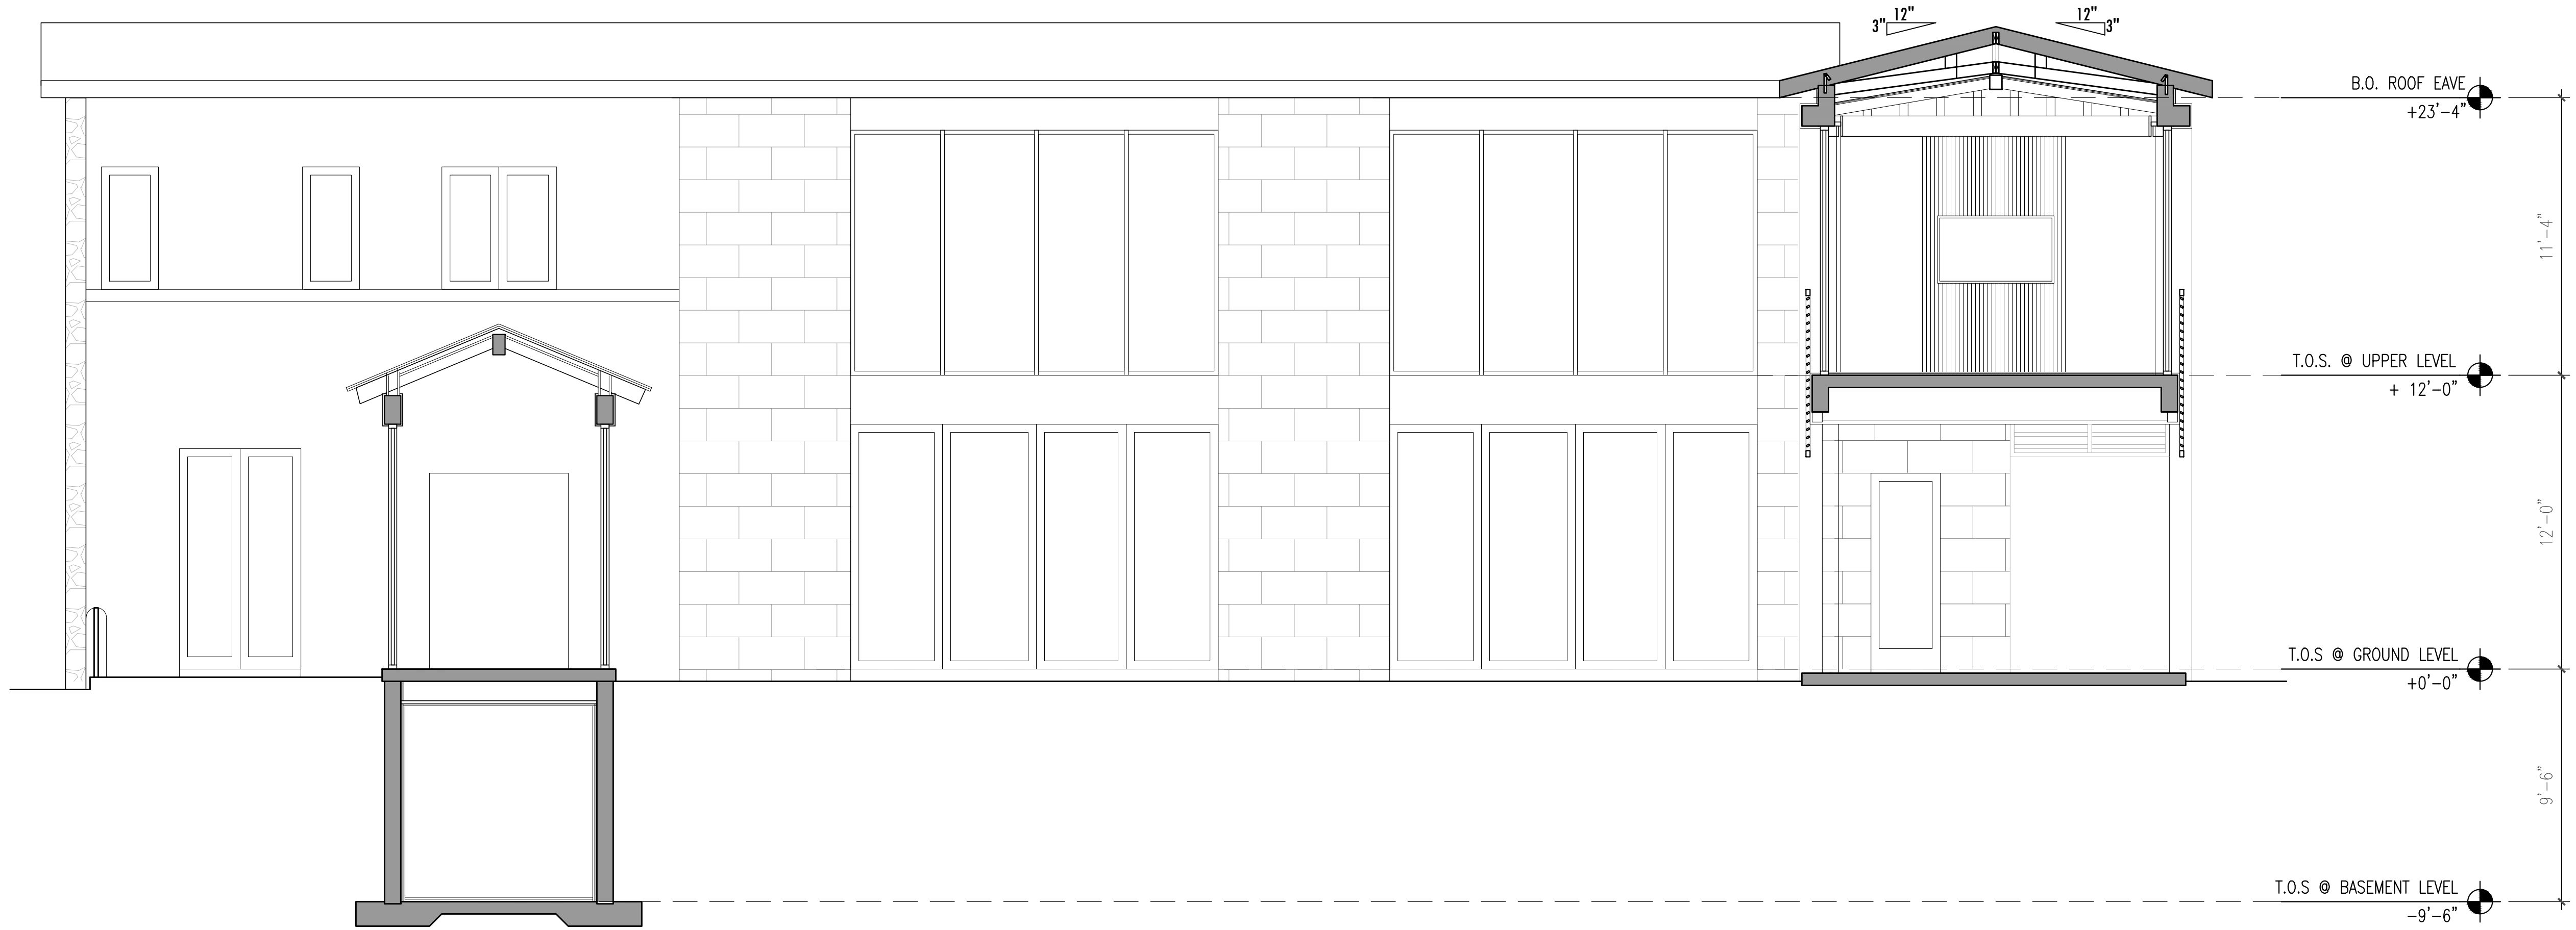 12"
3"
12"
3"
B.O. ROOF EAVE
+23'-4"
11'-4"
T.O.S. @ UPPER LEVEL
+ 12'-0"
12'-0"
T.O.S @ GROUND LEVEL
+0'-0"
9'-6"
T.O.S @ BASEMENT LEVEL
-9'-6"